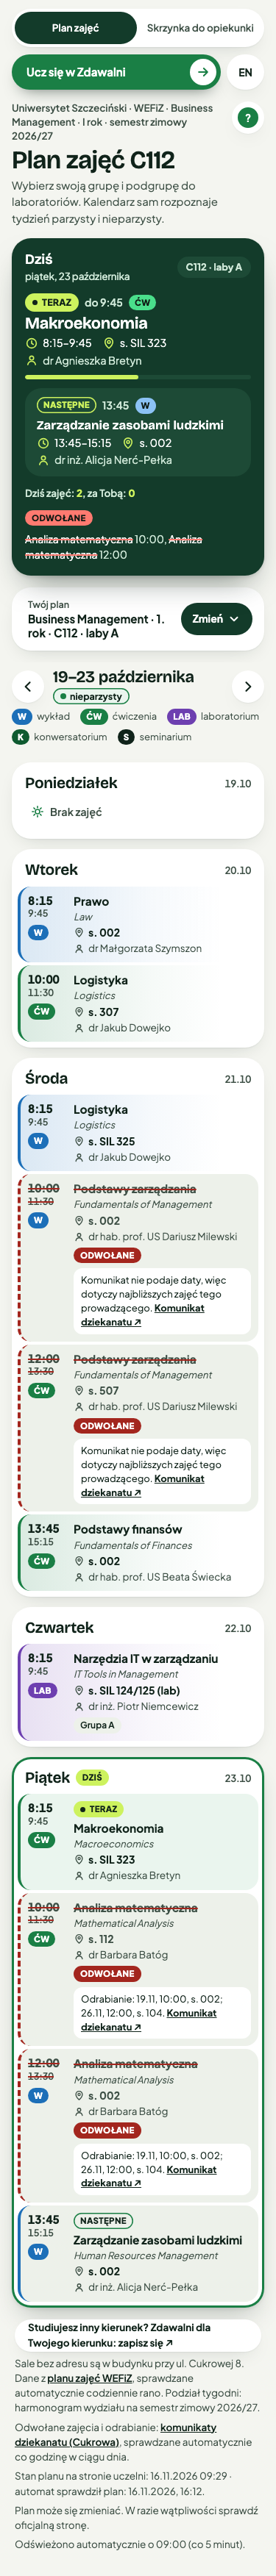 Plan zajęć
Skrzynka do opiekunki
Ucz się w Zdawalni
EN
Uniwersytet Szczeciński · WEFiZ · Business
Management · I rok · semestr zimowy
2026/27
?
Plan zajęć C112
Wybierz swoją grupę i podgrupę do
laboratoriów. Kalendarz sam rozpoznaje
tydzień parzysty i nieparzysty.
Dziś
piątek, 23 października
C112 · laby A
TERAZ do 9:45 ĆW
Makroekonomia
8:15–9:45 s. SIL 323
dr Agnieszka Bretyn
NASTĘPNE 13:45 W
Zarządzanie zasobami ludzkimi
13:45–15:15 s. 002
dr inż. Alicja Nerć-Pełka
Dziś zajęć: 2, za Tobą: 0
ODWOŁANE
Analiza matematyczna 10:00, Analiza
matematyczna 12:00
Twój plan
Business Management · 1.
rok · C112 · laby A
Zmień
19–23 października
nieparzysty
W wykład ĆW ćwiczenia LAB laboratorium
K konwersatorium S seminarium
Poniedziałek 19.10
Brak zajęć
Wtorek 20.10
8:15 Prawo
9:45 Law
W s. 002
dr Małgorzata Szymszon
10:00 Logistyka
11:30 Logistics
ĆW s. 307
dr Jakub Dowejko
Środa 21.10
8:15 Logistyka
9:45 Logistics
W s. SIL 325
dr Jakub Dowejko
10:00 Podstawy zarządzania
11:30 Fundamentals of Management
W s. 002
dr hab. prof. US Dariusz Milewski
ODWOŁANE
Komunikat nie podaje daty, więc
dotyczy najbliższych zajęć tego
prowadzącego. Komunikat
dziekanatu ↗
12:00 Podstawy zarządzania
13:30 Fundamentals of Management
ĆW s. 507
dr hab. prof. US Dariusz Milewski
ODWOŁANE
Komunikat nie podaje daty, więc
dotyczy najbliższych zajęć tego
prowadzącego. Komunikat
dziekanatu ↗
13:45 Podstawy finansów
15:15 Fundamentals of Finances
ĆW s. 002
dr hab. prof. US Beata Świecka
Czwartek 22.10
8:15 Narzędzia IT w zarządzaniu
9:45 IT Tools in Management
LAB s. SIL 124/125 (lab)
dr inż. Piotr Niemcewicz
Grupa A
Piątek DZIŚ 23.10
8:15 TERAZ
9:45 Makroekonomia
ĆW Macroeconomics
s. SIL 323
dr Agnieszka Bretyn
10:00 Analiza matematyczna
11:30 Mathematical Analysis
ĆW s. 112
dr Barbara Batóg
ODWOŁANE
Odrabianie: 19.11, 10:00, s. 002;
26.11, 12:00, s. 104. Komunikat
dziekanatu ↗
12:00 Analiza matematyczna
13:30 Mathematical Analysis
W s. 002
dr Barbara Batóg
ODWOŁANE
Odrabianie: 19.11, 10:00, s. 002;
26.11, 12:00, s. 104. Komunikat
dziekanatu ↗
13:45 NASTĘPNE
15:15 Zarządzanie zasobami ludzkimi
W Human Resources Management
s. 002
dr inż. Alicja Nerć-Pełka
Studiujesz inny kierunek? Zdawalni dla
Twojego kierunku: zapisz się ↗
Sale bez adresu są w budynku przy ul. Cukrowej 8.
Dane z planu zajęć WEFiZ, sprawdzane
automatycznie codziennie rano. Podział tygodni:
harmonogram wydziału na semestr zimowy 2026/27.
Odwołane zajęcia i odrabianie: komunikaty
dziekanatu (Cukrowa), sprawdzane automatycznie
co godzinę w ciągu dnia.
Stan planu na stronie uczelni: 16.11.2026 09:29 ·
automat sprawdził plan: 16.11.2026, 16:12.
Plan może się zmieniać. W razie wątpliwości sprawdź
oficjalną stronę.
Odświeżono automatycznie o 09:00 (co 5 minut).